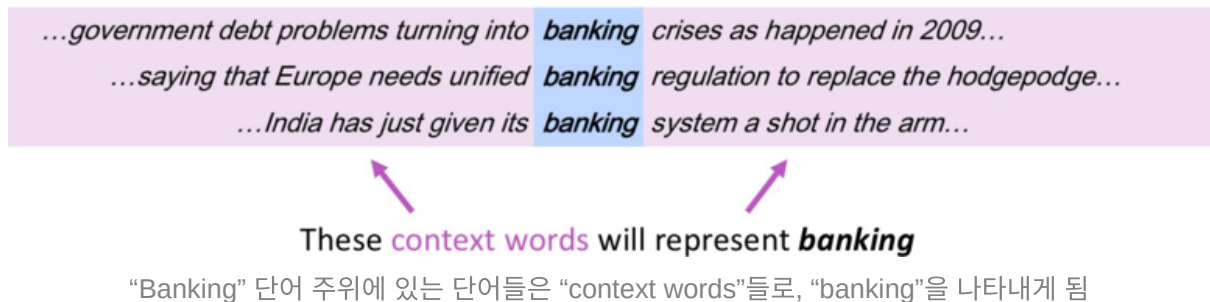 ...government debt problems turning into banking crises as happened in 2009...
...saying that Europe needs unified banking regulation to replace the hodgepodge...
...India has just given its banking system a shot in the arm...
These context words will represent banking
“Banking” 단어 주위에 있는 단어들은 “context words”들로, “banking”을 나타내게 됨